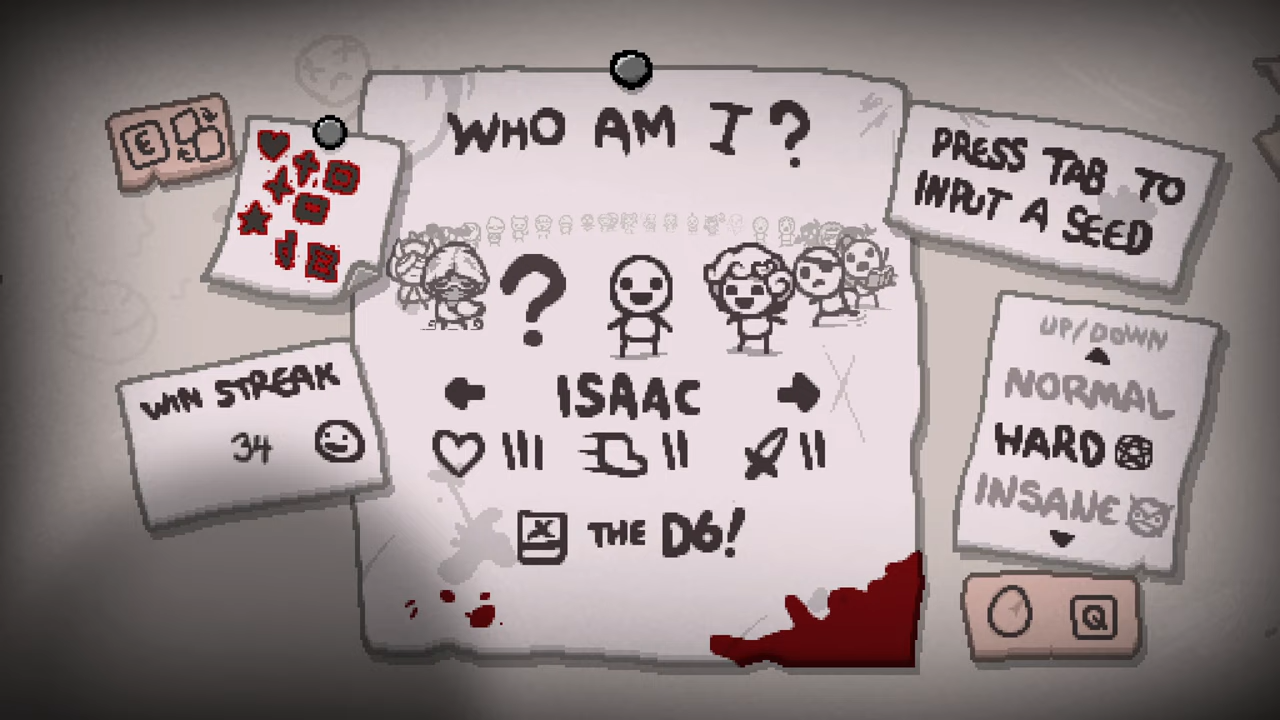 WHO AM I?
€
PRESS TAB TO
INPUT A SEED
?
WIN STREAK
34
ISAAC
UP/DOWN
NORMAL
HARD
INSANE
X THE D6!
Q